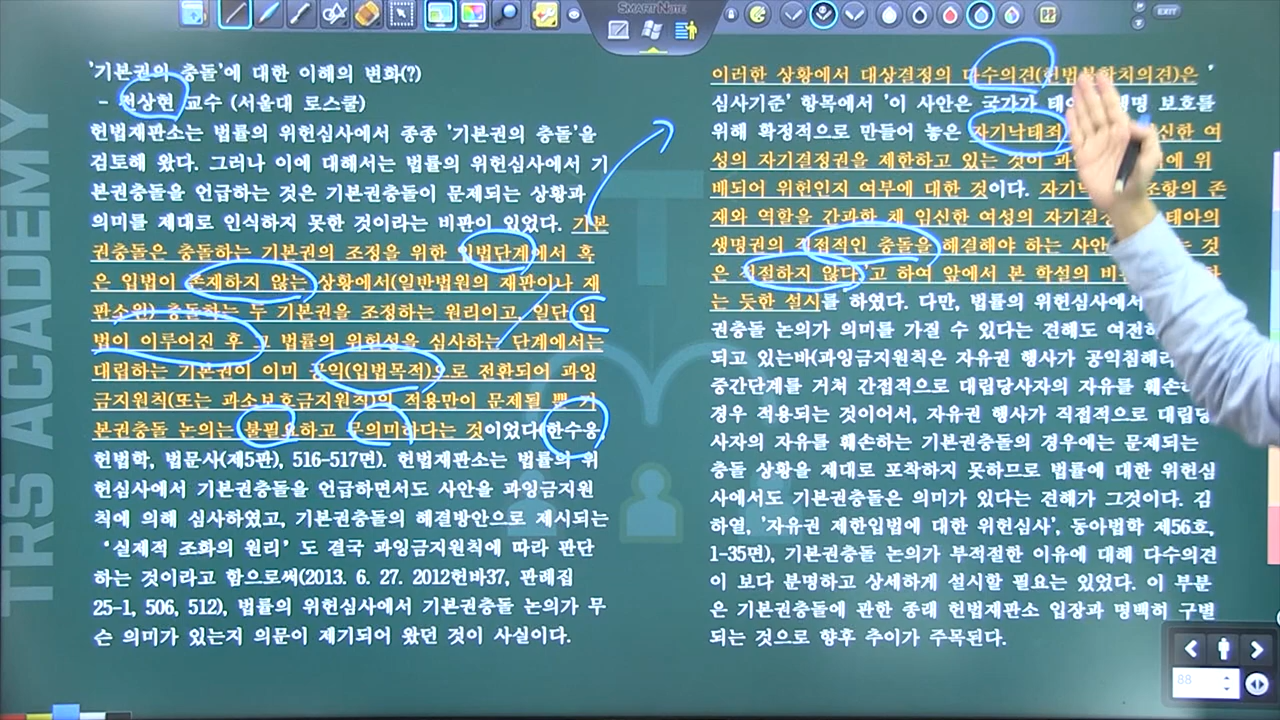 SMART NOTE
EXIT
TRS ACADEMY
'기본권의 충돌'에 대한 이해의 변화(?)
- 전상현 교수 (서울대 로스쿨)
헌법재판소는 법률의 위헌심사에서 종종 '기본권의 충돌'을
검토해 왔다. 그러나 이에 대해서는 법률의 위헌심사에서 기
본권충돌을 언급하는 것은 기본권충돌이 문제되는 상황과
의미를 제대로 인식하지 못한 것이라는 비판이 있었다. 기본
권충돌은 충돌하는 기본권의 조정을 위한 입법단계에서 혹
은 입법이 존재하지 않는 상황에서(일반법원의 재판이나 재
판소원) 충돌하는 두 기본권을 조정하는 원리이고, 일단 입
법이 이루어진 후 그 법률의 위헌성을 심사하는 단계에서는
대립하는 기본권이 이미 공익(입법목적)으로 전환되어 과잉
금지원칙(또는 과소보호금지원칙)의 적용만이 문제될 뿐 기
본권충돌 논의는 불필요하고 무의미하다는 것이었다(한수웅,
헌법학, 법문사(제5판), 516-517면). 헌법재판소는 법률의 위
헌심사에서 기본권충돌을 언급하면서도 사안을 과잉금지원
칙에 의해 심사하였고, 기본권충돌의 해결방안으로 제시되는
'실제적 조화의 원리' 도 결국 과잉금지원칙에 따라 판단
하는 것이라고 함으로써(2013. 6. 27. 2012헌바37, 판례집
25-1, 506, 512), 법률의 위헌심사에서 기본권충돌 논의가 무
슨 의미가 있는지 의문이 제기되어 왔던 것이 사실이다.
이러한 상황에서 대상결정의 다수의견(헌법불합치의견)은 '
심사기준' 항목에서 '이 사안은 국가가 보호를
위해 확정적으로 만들어 놓은 자기낙태죄 여
성의 자기결정권을 제한하고 있는 것이 위
배되어 위헌인지 여부에 대한 것이다. 조항의 존
재와 역할을 간과한 채 임신한 여성의 태아의
생명권의 직접적인 충돌을 해결해야 하는 것
은 적절하지 않다'고 하여 앞에서 본 학설의
는 듯한 설시를 하였다. 다만, 법률의 위헌심사에서
권충돌 논의가 의미를 가질 수 있다는 견해도
되고 있는바(과잉금지원칙은 자유권 행사가
중간단계를 거쳐 간접적으로 대립당사자의 자유를
경우 적용되는 것이어서, 자유권 행사가 직접적으로
사자의 자유를 훼손하는 기본권충돌의 경우에는 문제되는
충돌 상황을 제대로 포착하지 못하므로 법률에 대한 위헌심
사에서도 기본권충돌은 의미가 있다는 견해가 그것이다. 김
하열, '자유권 제한입법에 대한 위헌심사', 동아법학 제56호,
1-35면), 기본권충돌 논의가 부적절한 이유에 대해 다수의견
이 보다 분명하고 상세하게 설시할 필요는 있었다. 이 부분
은 기본권충돌에 관한 종래 헌법재판소 입장과 명백히 구별
되는 것으로 향후 추이가 주목된다.
88